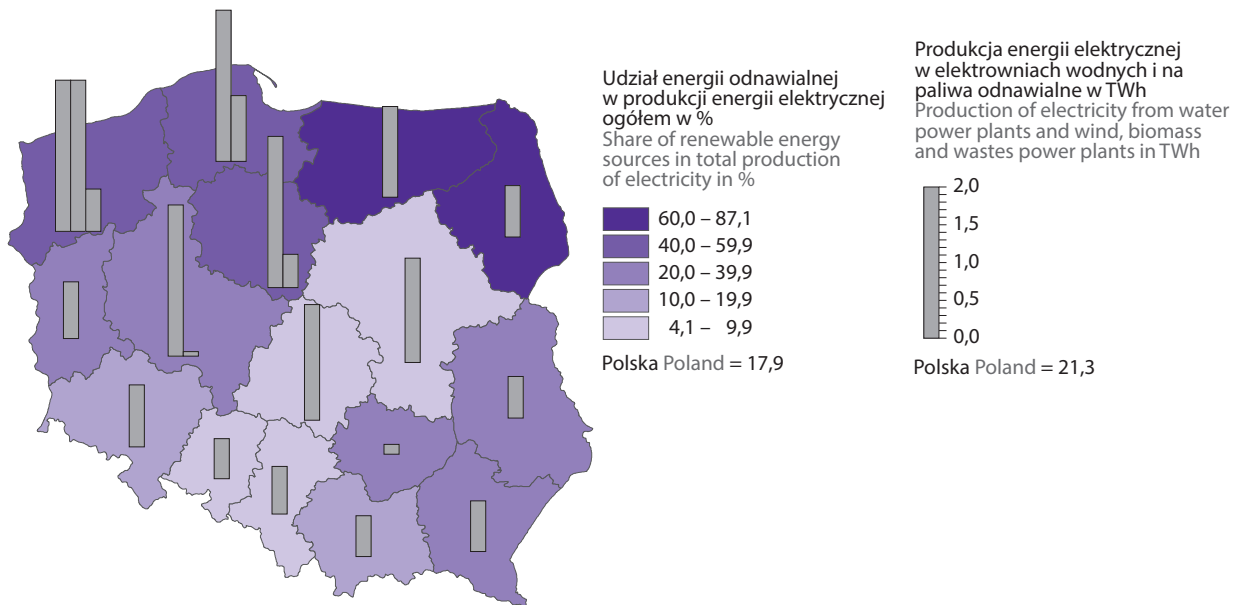 Udział energii odnawialnej
w produkcji energii elektrycznej
ogółem w %
Share of renewable energy
sources in total production
of electricity in %
60,0 – 87,1
40,0 – 59,9
20,0 – 39,9
10,0 – 19,9
4,1 – 9,9
Polska Poland = 17,9
Produkcja energii elektrycznej
w elektrowniach wodnych i na
paliwa odnawialne w TWh
Production of electricity from water
power plants and wind, biomass
and wastes power plants in TWh
2,0
1,5
1,0
0,5
0,0
Polska Poland = 21,3